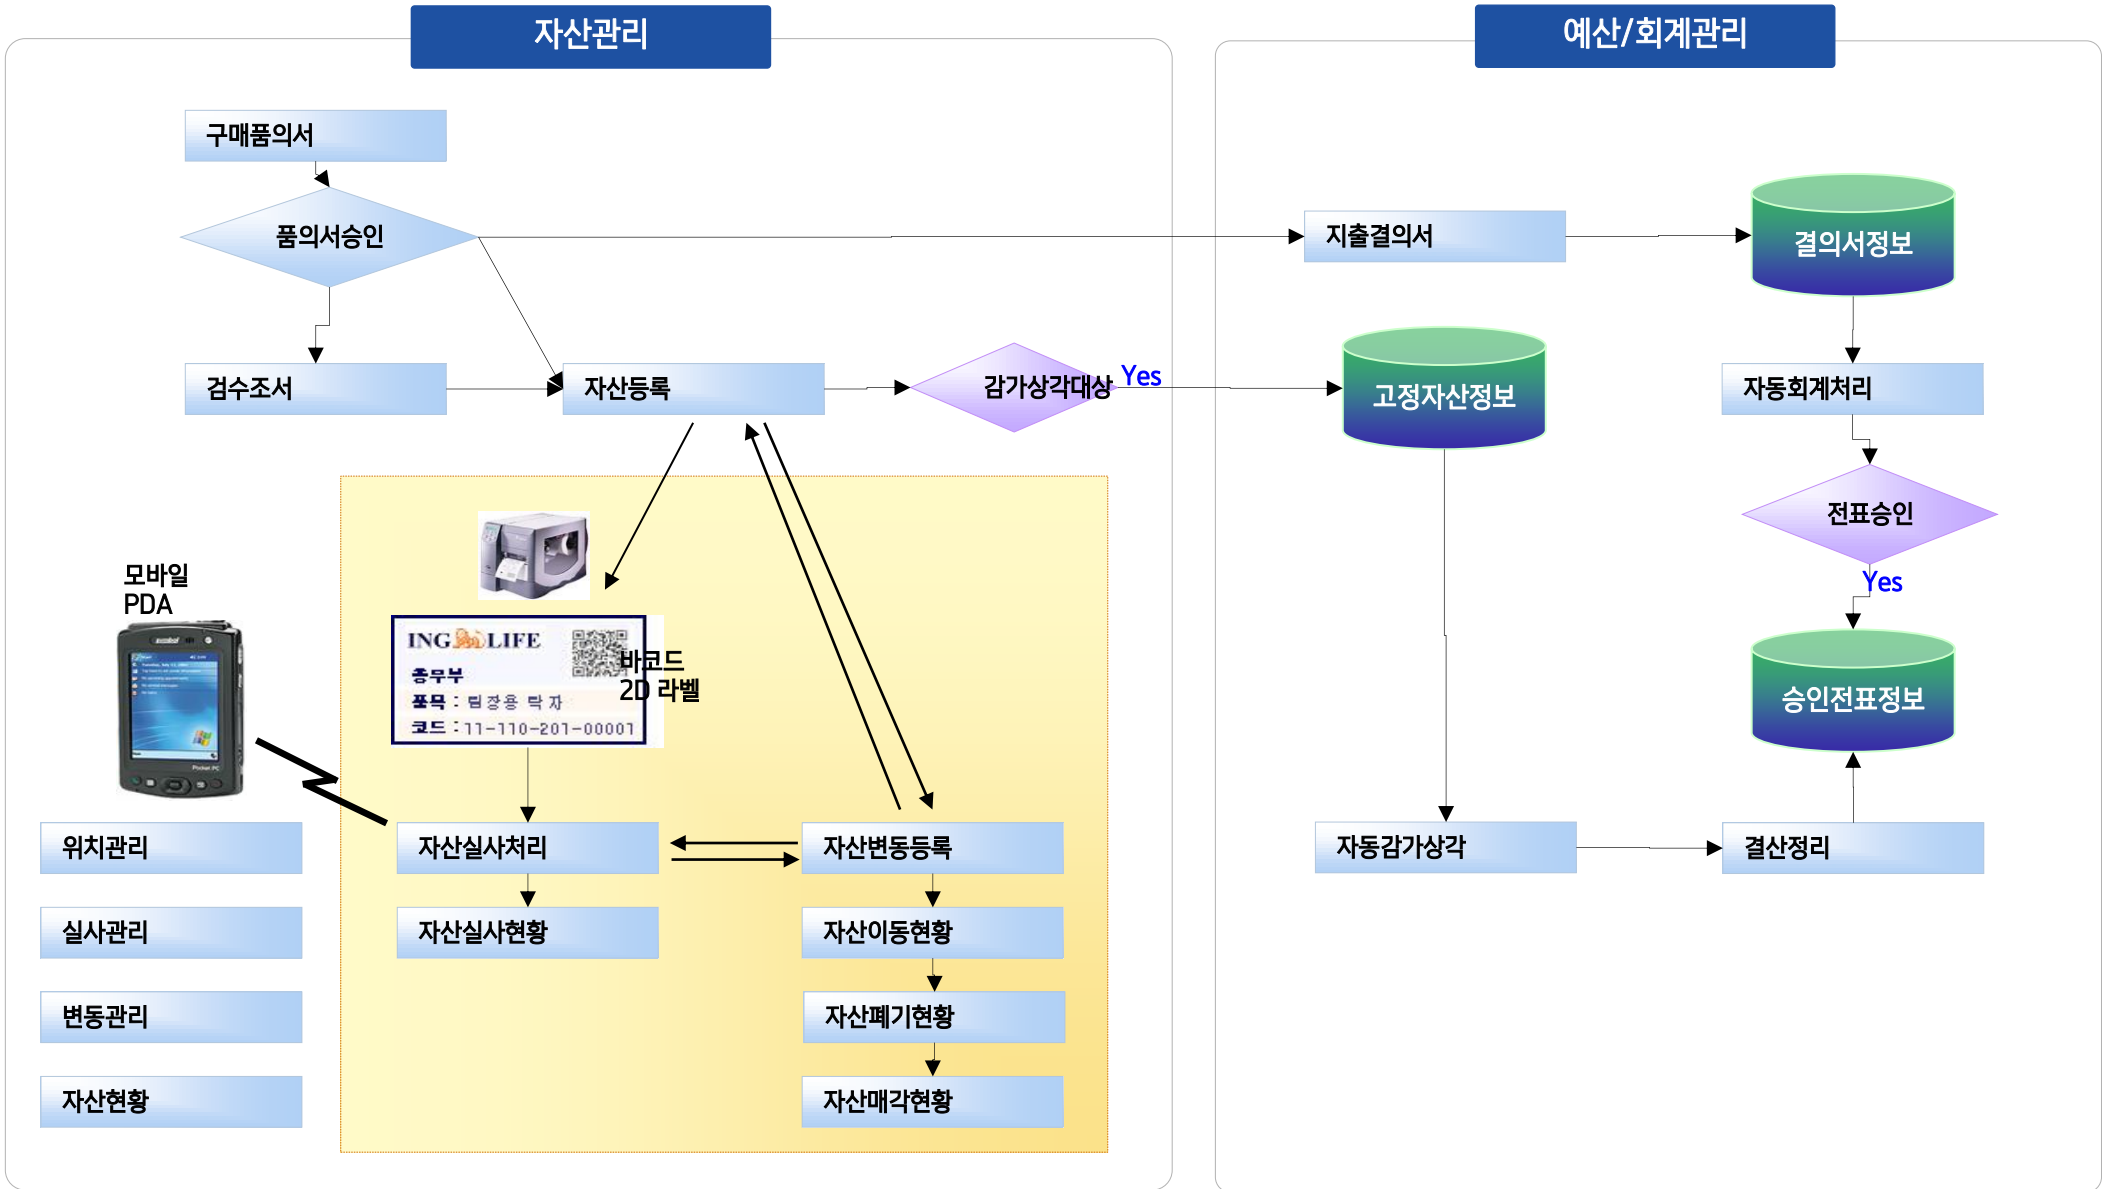 자산관리
예산/회계관리
구매품의서
품의서승인
지출결의서
결의서정보
검수조서
자산등록
감가상각대상
Yes
고정자산정보
자동회계처리
전표승인
Yes
승인전표정보
모바일
PDA
ING LIFE
총무부
품목 : 팀장용 탁자
코드 : 11-110-201-00001
바코드
2D 라벨
Pocket PC
위치관리
자산실사처리
자산변동등록
자동감가상각
결산정리
실사관리
자산실사현황
자산이동현황
변동관리
자산폐기현황
자산현황
자산매각현황